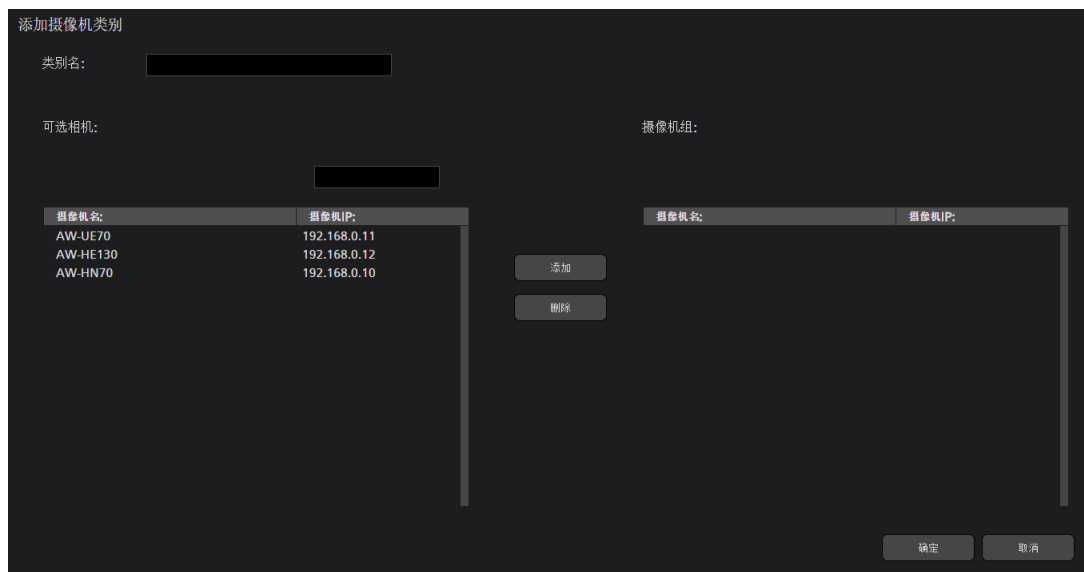 添加摄像机类别
类别名:
可选相机: 摄像机组:
摄像机名: 摄像机IP: 摄像机名: 摄像机IP:
AW-UE70 192.168.0.11
AW-HE130 192.168.0.12
AW-HN70 192.168.0.10
添加
删除
确定 取消